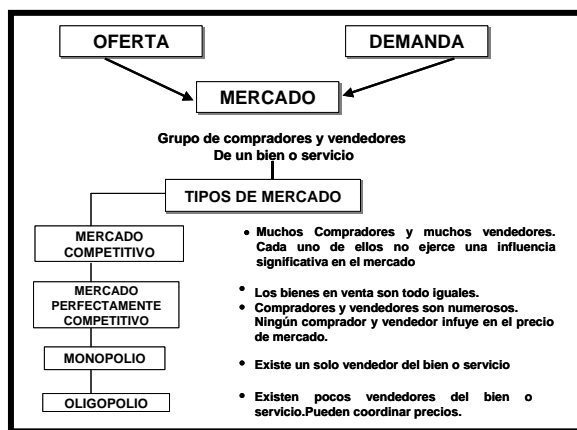 OFERTA
DEMANDA
MERCADO
Grupo de compradores y vendedores
De un bien o servicio
TIPOS DE MERCADO
MERCADO
COMPETITIVO
• Muchos Compradores y muchos vendedores.
Cada uno de ellos no ejerce una influencia
significativa en el mercado
MERCADO
PERFECTAMENTE
COMPETITIVO
• Los bienes en venta son todo iguales.
• Compradores y vendedores son numerosos.
Ningún comprador y vendedor infuye en el precio
de mercado.
MONOPOLIO
• Existe un solo vendedor del bien o servicio
OLIGOPOLIO
• Existen pocos vendedores del bien o
servicio.Pueden coordinar precios.